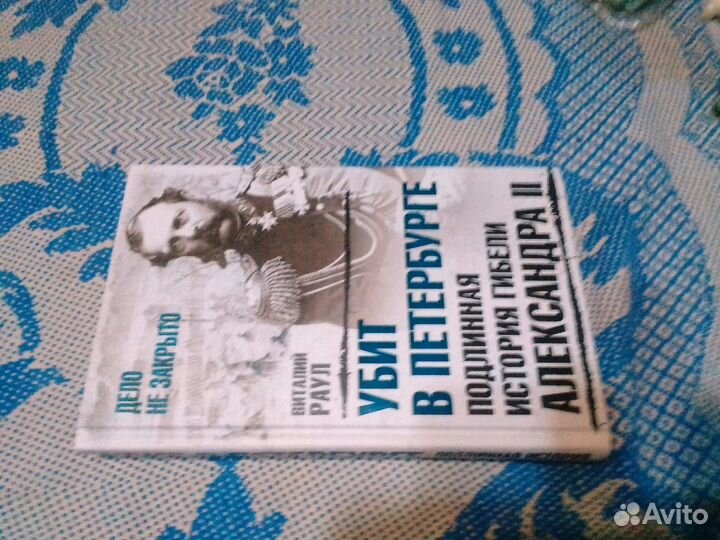 ДЕЛО
НЕ ЗАКРЫТО
ВИТАЛИЙ
РАУЛ
УБИТ
В ПЕТЕРБУРГЕ
ПОДЛИННАЯ
ИСТОРИЯ ГИБЕЛИ
АЛЕКСАНДРА II
Avito